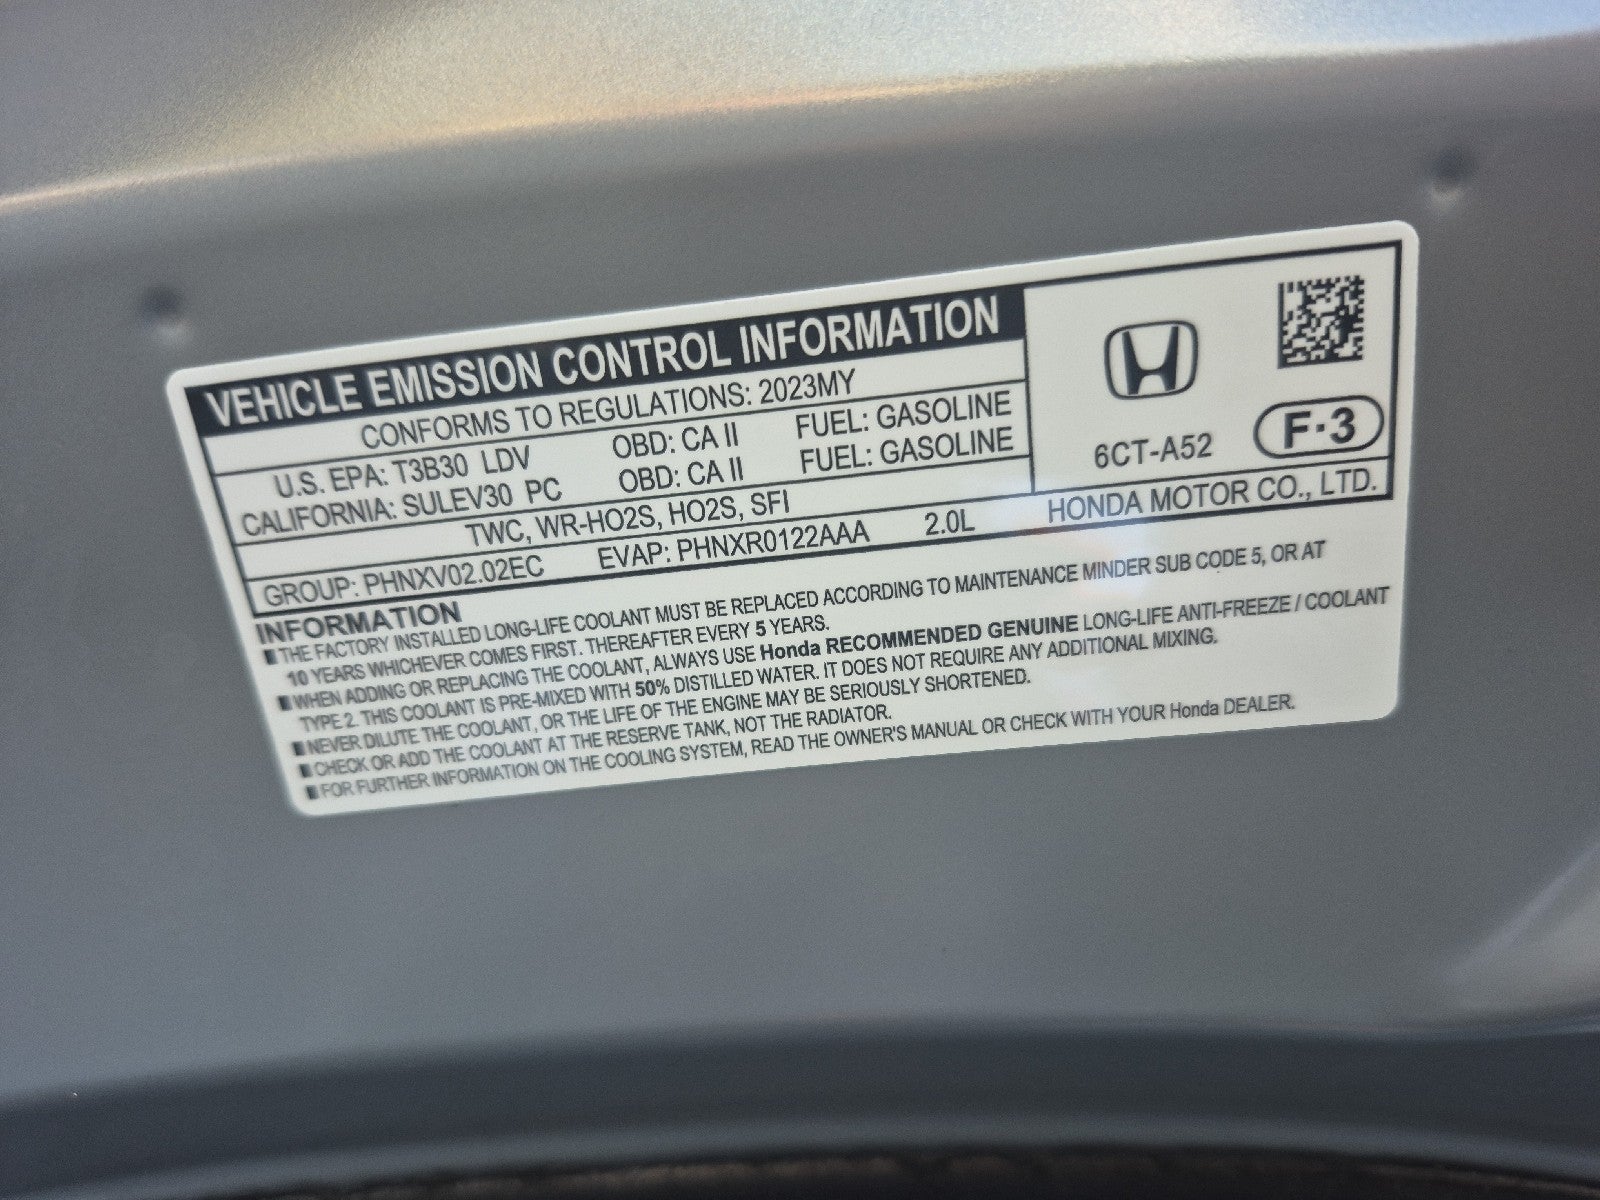 VEHICLE EMISSION CONTROL INFORMATION
CONFORMS TO REGULATIONS: 2023MY
U.S. EPA: T3B30 LDV OBD: CA II FUEL: GASOLINE
CALIFORNIA: SULEV30 PC OBD: CA II FUEL: GASOLINE
6CT-A52
F·3
TWC, WR-HO2S, HO2S, SFI
GROUP: PHNXV02.02EC EVAP: PHNXR0122AAA 2.0L HONDA MOTOR CO., LTD.
INFORMATION
THE FACTORY INSTALLED LONG-LIFE COOLANT MUST BE REPLACED ACCORDING TO MAINTENANCE MINDER SUB CODE 5, OR AT
10 YEARS WHICHEVER COMES FIRST. THEREAFTER EVERY 5 YEARS.
WHEN ADDING OR REPLACING THE COOLANT, ALWAYS USE Honda RECOMMENDED GENUINE LONG-LIFE ANTI-FREEZE / COOLANT
TYPE 2. THIS COOLANT IS PRE-MIXED WITH 50% DISTILLED WATER. IT DOES NOT REQUIRE ANY ADDITIONAL MIXING.
NEVER DILUTE THE COOLANT, OR THE LIFE OF THE ENGINE MAY BE SERIOUSLY SHORTENED.
CHECK OR ADD THE COOLANT AT THE RESERVE TANK, NOT THE RADIATOR.
FOR FURTHER INFORMATION ON THE COOLING SYSTEM, READ THE OWNER'S MANUAL OR CHECK WITH YOUR Honda DEALER.